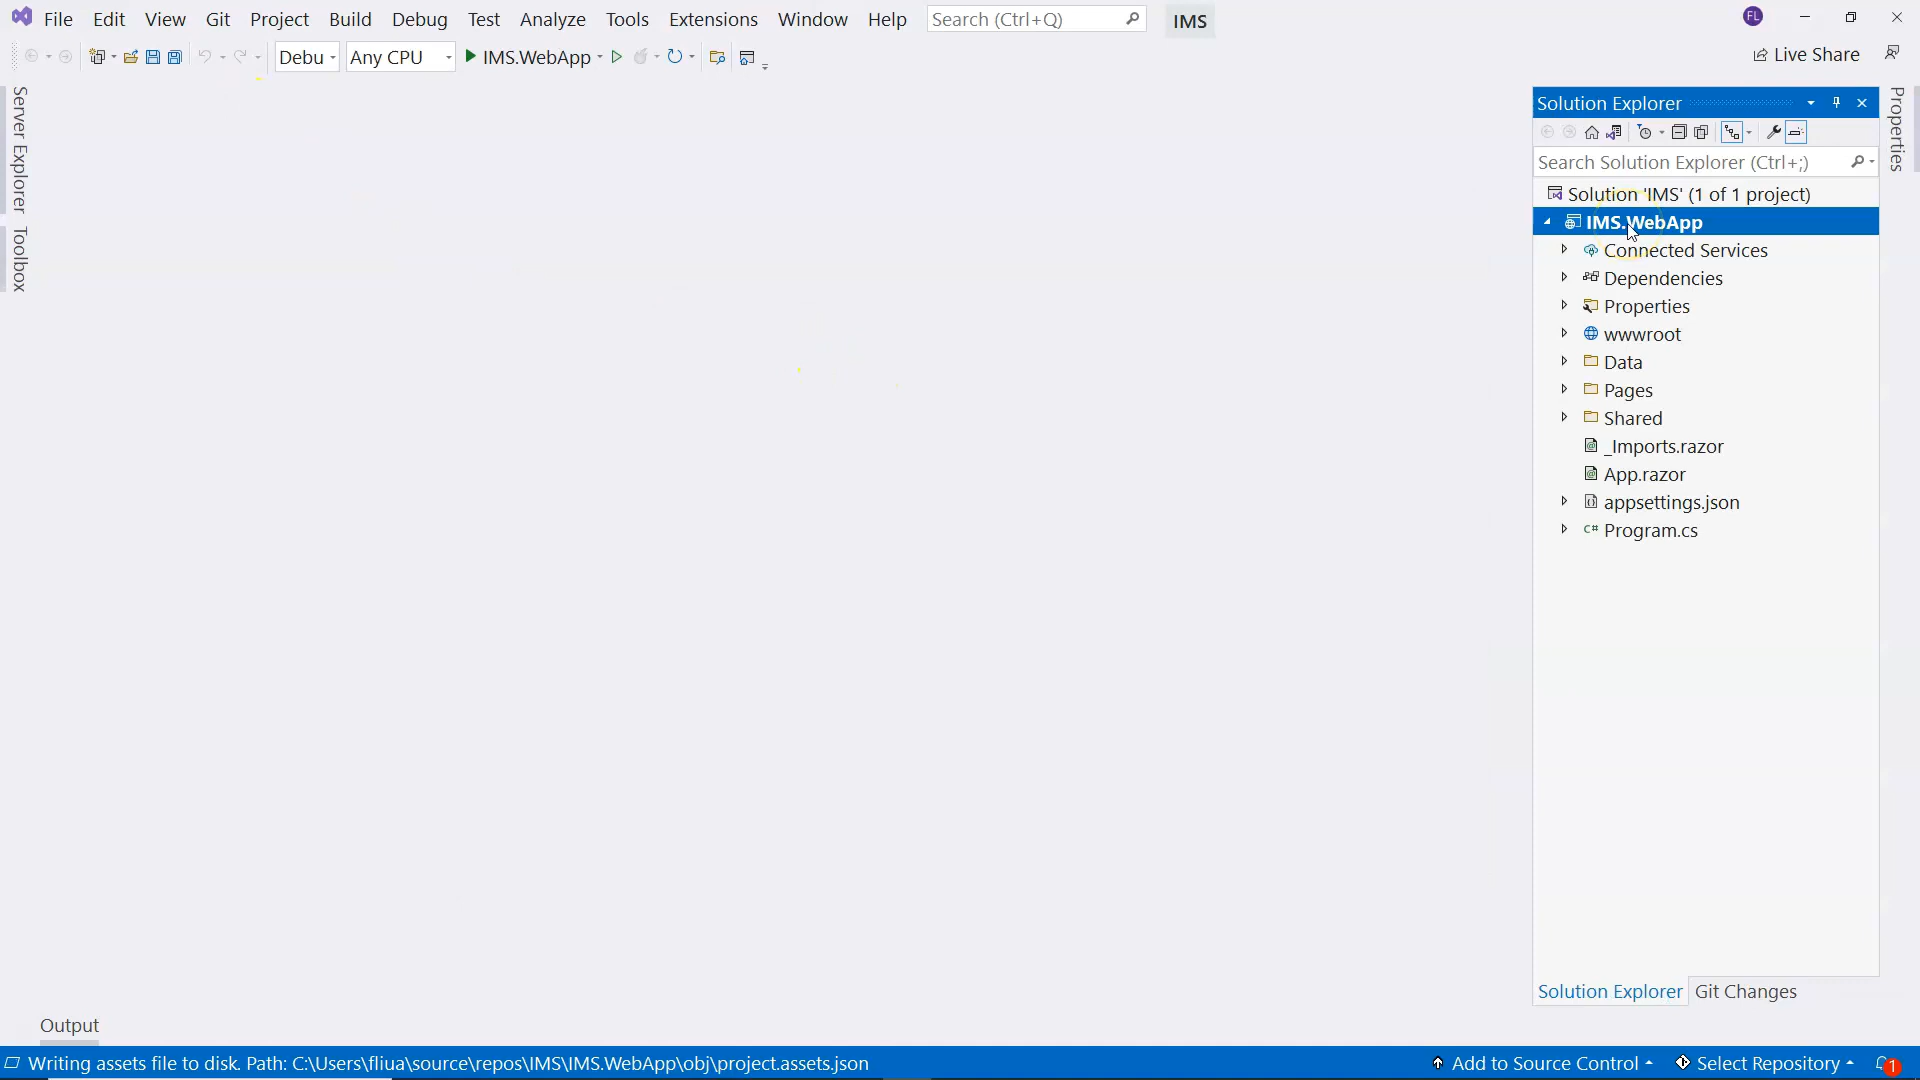 File Edit View Git Project Build Debug Test Analyze Tools Extensions Window Help Search (Ctrl+Q) IMS FL
Debu Any CPU IMS.WebApp Live Share
Server Explorer
Toolbox
Solution Explorer
Search Solution Explorer (Ctrl+;)
Solution 'IMS' (1 of 1 project)
IMS.WebApp
Connected Services
Dependencies
Properties
wwwroot
Data
Pages
Shared
_Imports.razor
App.razor
appsettings.json
C# Program.cs
Properties
Solution Explorer Git Changes
Output
Writing assets file to disk. Path: C:\Users\fliua\source\repos\IMS\IMS.WebApp\obj\project.assets.json Add to Source Control Select Repository 1